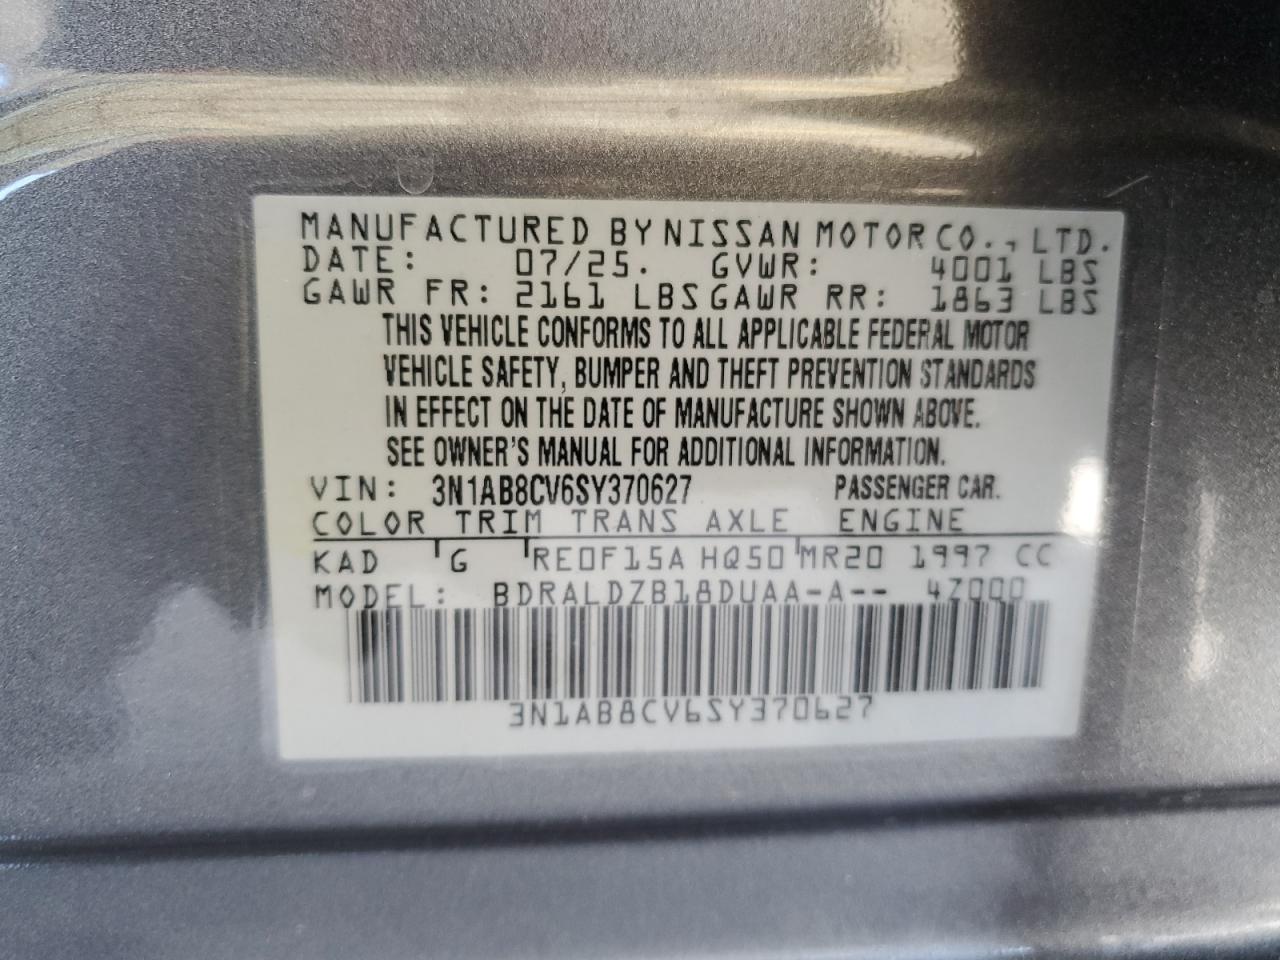 MANUFACTURED BY NISSAN MOTOR CO., LTD.
DATE: 07/25. GVWR: 4001 LBS
GAWR FR: 2161 LBS GAWR RR: 1863 LBS
THIS VEHICLE CONFORMS TO ALL APPLICABLE FEDERAL MOTOR
VEHICLE SAFETY, BUMPER AND THEFT PREVENTION STANDARDS
IN EFFECT ON THE DATE OF MANUFACTURE SHOWN ABOVE.
SEE OWNER'S MANUAL FOR ADDITIONAL INFORMATION.
VIN: 3N1AB8CV6SY370627 PASSENGER CAR.
COLOR TRIM TRANS AXLE ENGINE
KAD G RE0F15A HQ50 MR20 1997 CC
MODEL: BDRALDZB18DUAA-A-- 4Z000
3N1AB8CV6SY370627